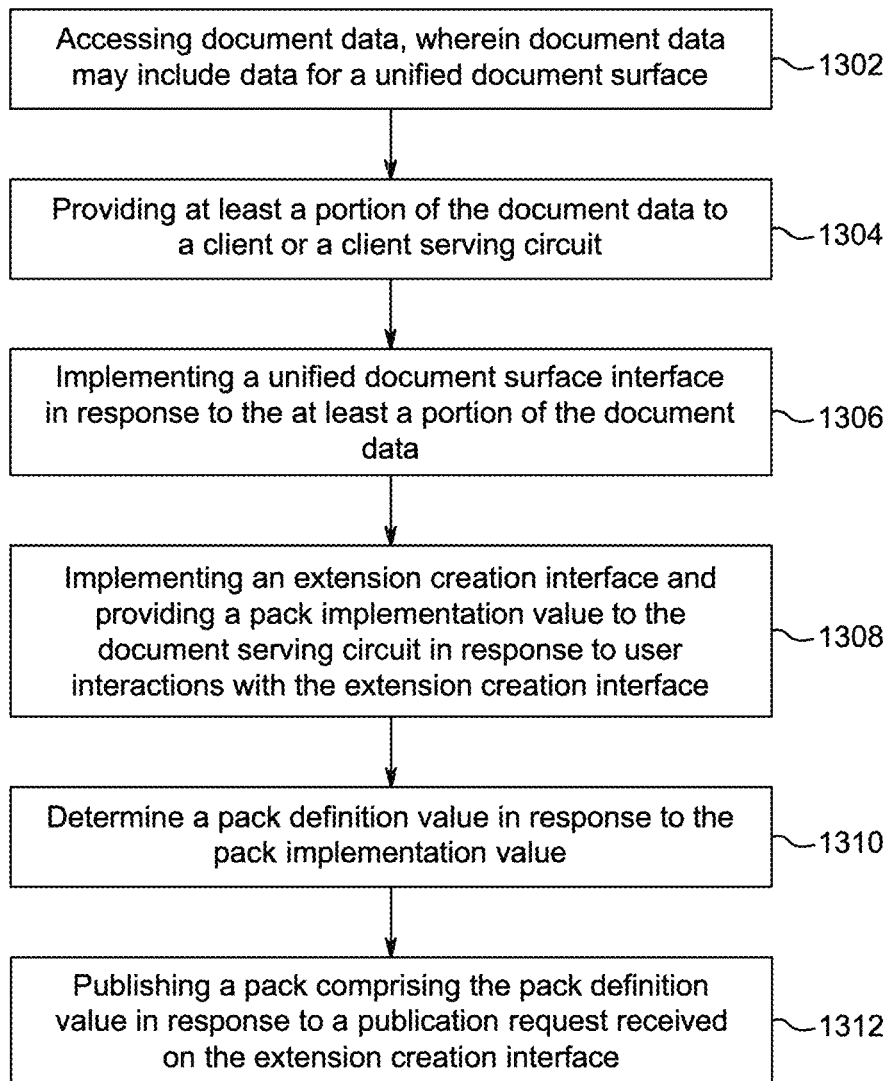 Accessing document data, wherein document data
may include data for a unified document surface
1302
Providing at least a portion of the document data to
a client or a client serving circuit
1304
Implementing a unified document surface interface
in response to the at least a portion of the document
data
1306
Implementing an extension creation interface and
providing a pack implementation value to the
document serving circuit in response to user
interactions with the extension creation interface
1308
Determine a pack definition value in response to the
pack implementation value
1310
Publishing a pack comprising the pack definition
value in response to a publication request received
on the extension creation interface
1312